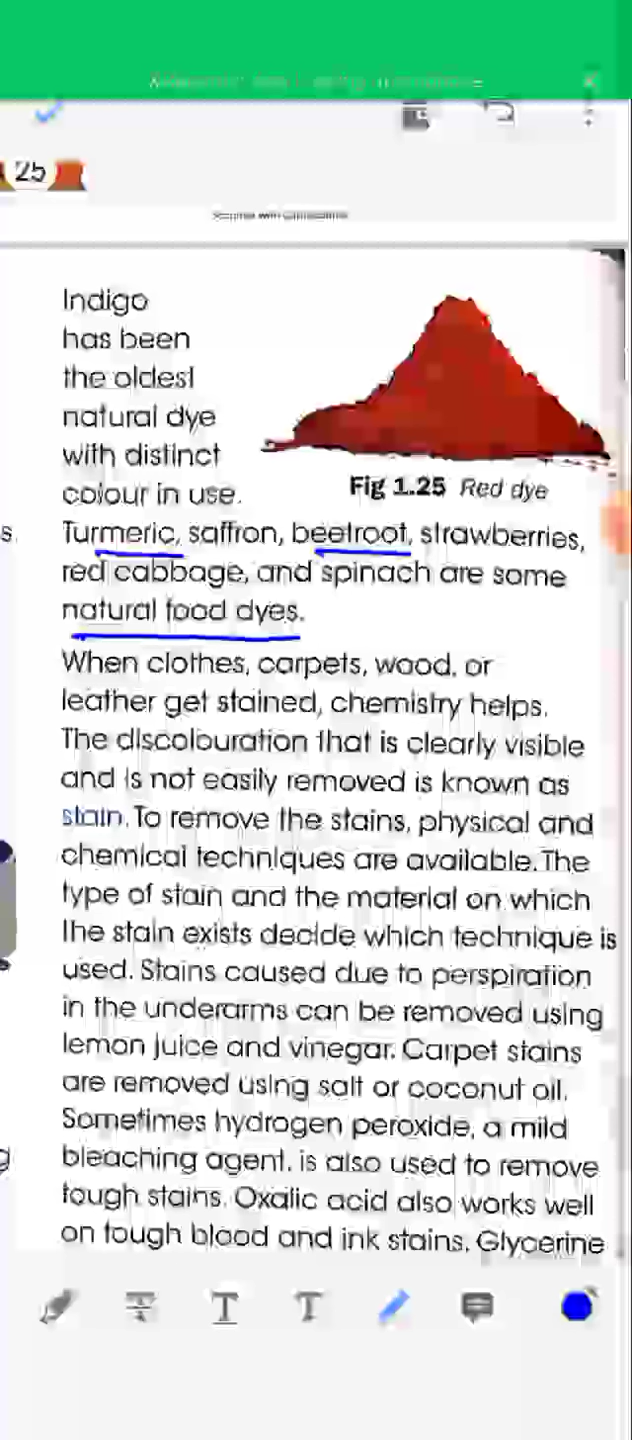 25
Indigo
has been
the oldest
natural dye
with distinct
colour in use.
Fig 1.25 Red dye
Turmeric, saffron, beetroot, strawberries,
red cabbage, and spinach are some
natural food dyes.
When clothes, carpets, wood, or
leather get stained, chemistry helps.
The discolouration that is clearly visible
and is not easily removed is known as
stain. To remove the stains, physical and
chemical techniques are available. The
type of stain and the material on which
the stain exists decide which technique is
used. Stains caused due to perspiration
in the underarms can be removed using
lemon juice and vinegar. Carpet stains
are removed using salt or coconut oil.
Sometimes hydrogen peroxide, a mild
bleaching agent, is also used to remove
tough stains. Oxalic acid also works well
on tough blood and ink stains. Glycerine